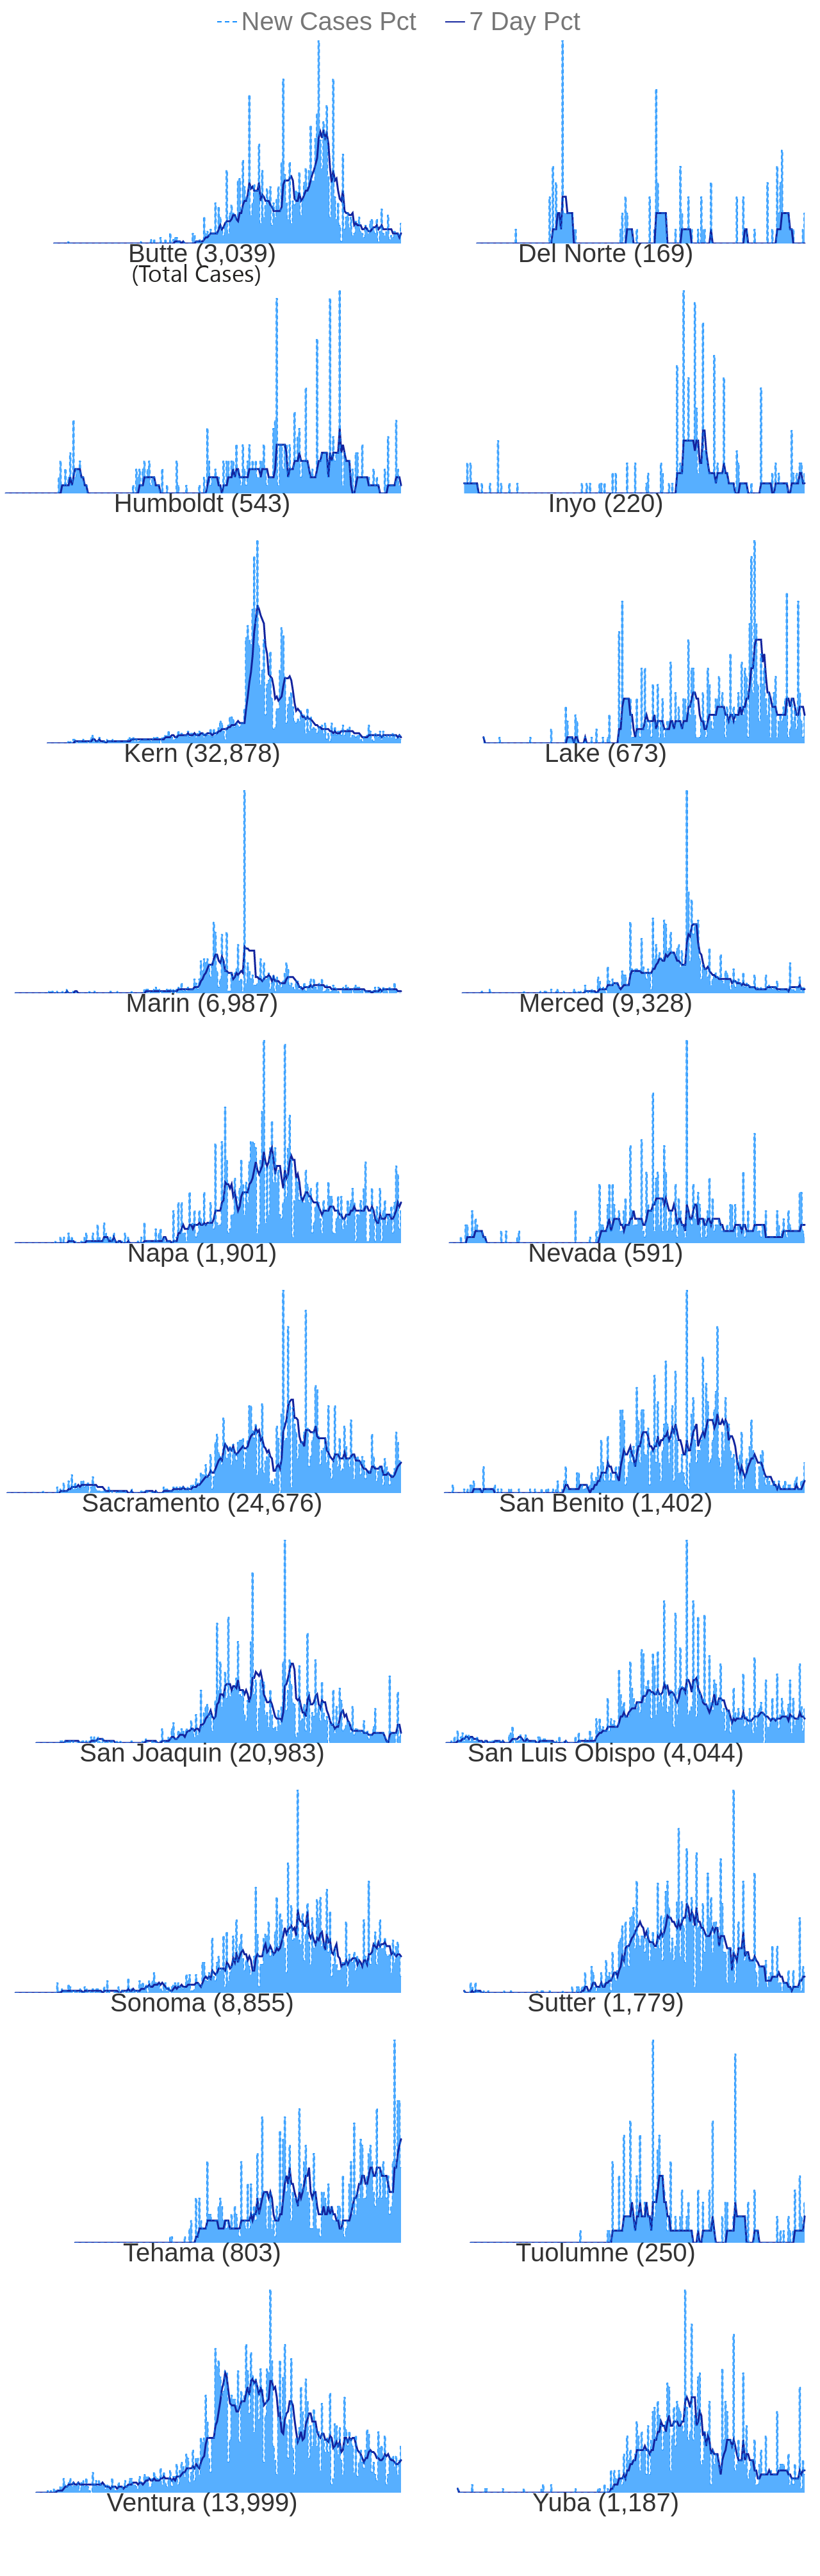 New Cases Pct 7 Day Pct
Butte (3,039) Del Norte (169)
(Total Cases)
Humboldt (543) Inyo (220)
Kern (32,878) Lake (673)
Marin (6,987) Merced (9,328)
Napa (1,901) Nevada (591)
Sacramento (24,676) San Benito (1,402)
San Joaquin (20,983) San Luis Obispo (4,044)
Sonoma (8,855) Sutter (1,779)
Tehama (803) Tuolumne (250)
Ventura (13,999) Yuba (1,187)